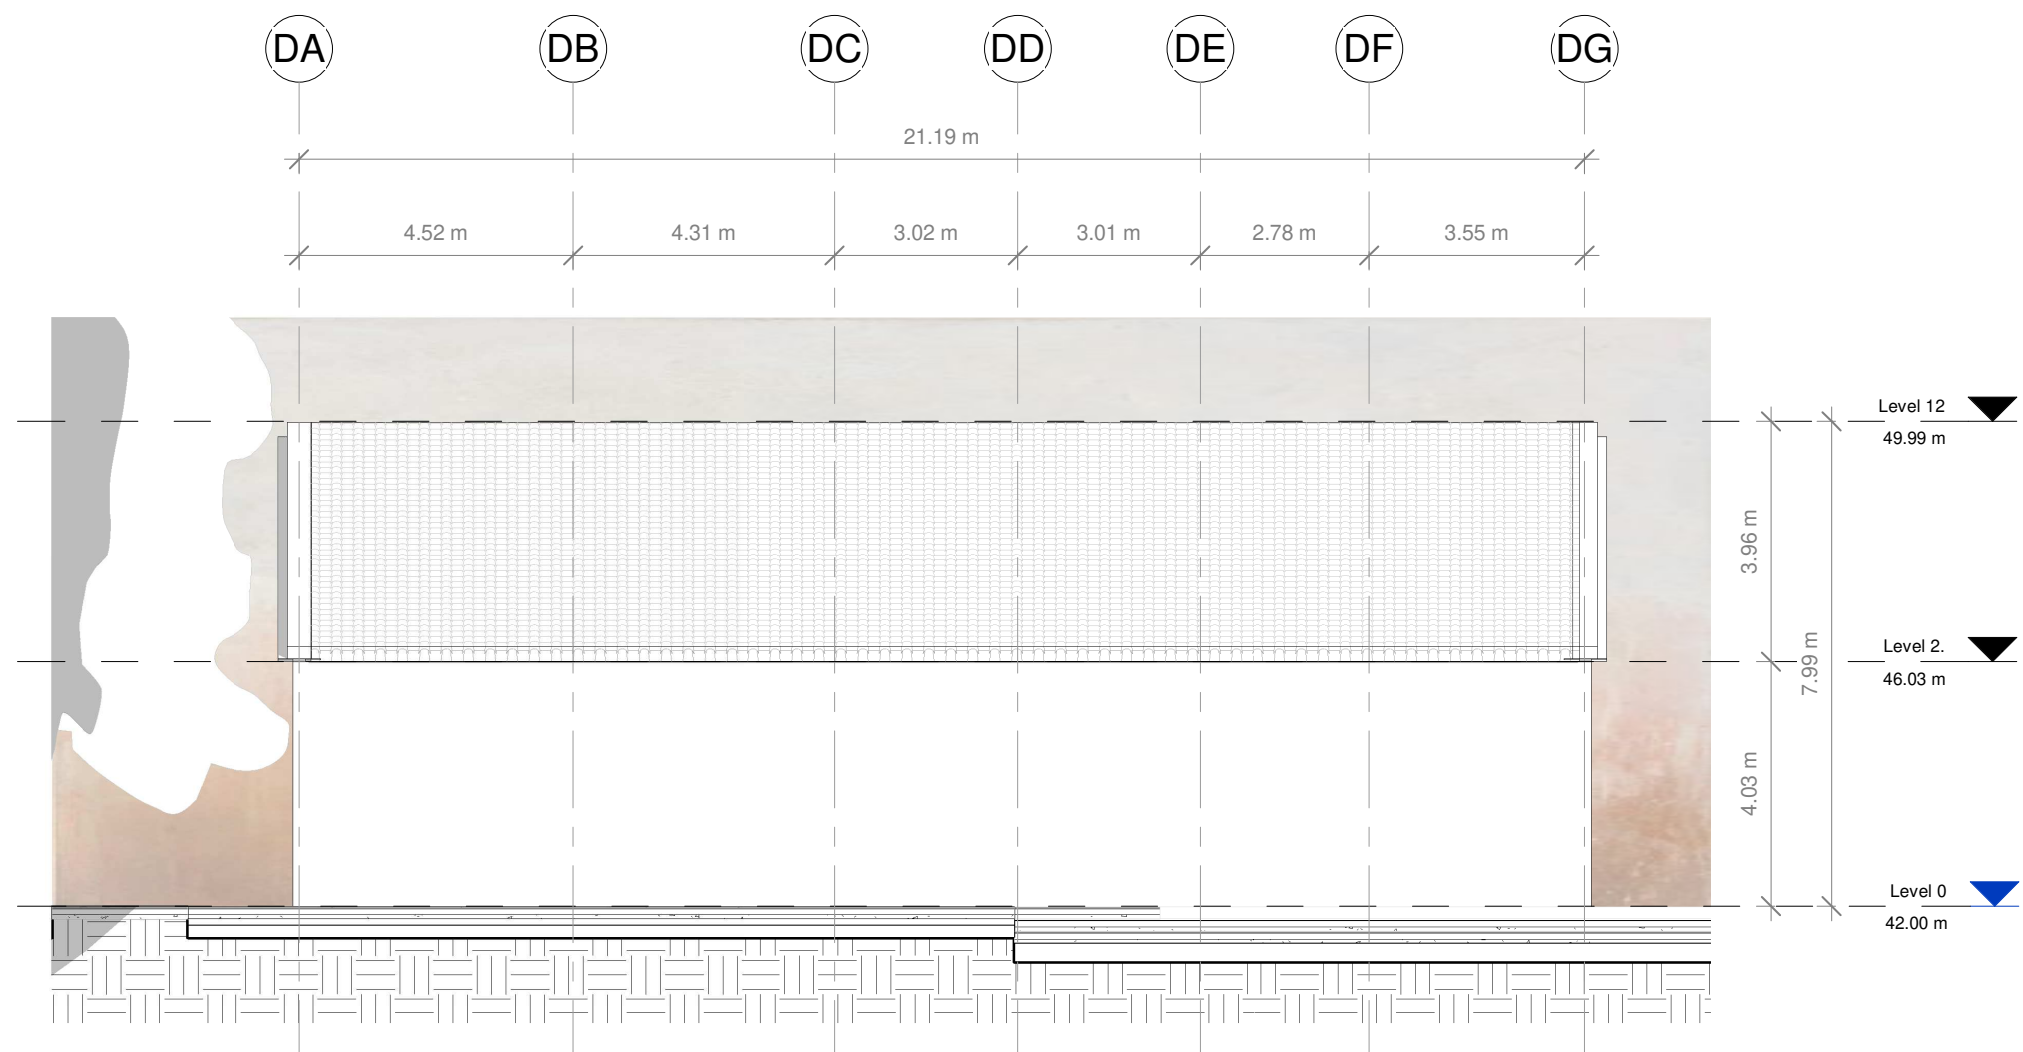 DA DB DC DD DE DF DG
21.19 m
4.52 m 4.31 m 3.02 m 3.01 m 2.78 m 3.55 m
Level 12
49.99 m
3.96 m
Level 2.
46.03 m
7.99 m
4.03 m
Level 0
42.00 m